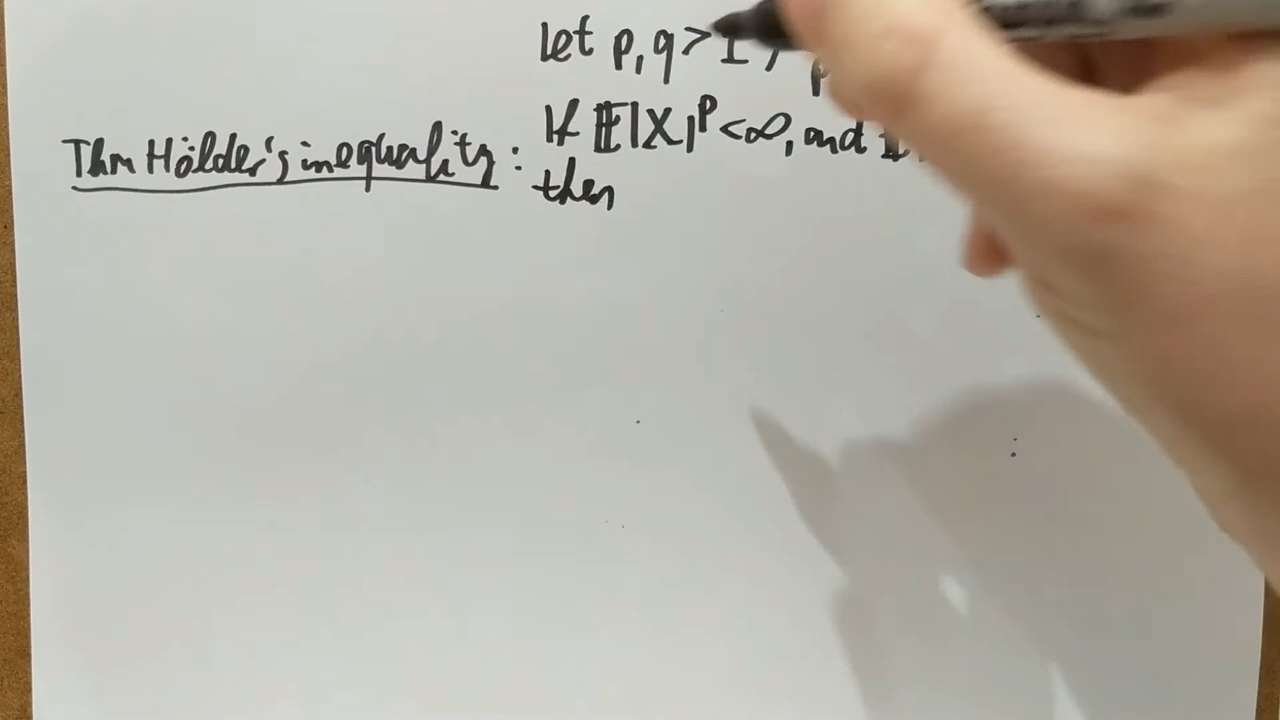 let p, q > 1,
Thm Hölder's inequality : If 𝔼|X|^p < ∞, and
then